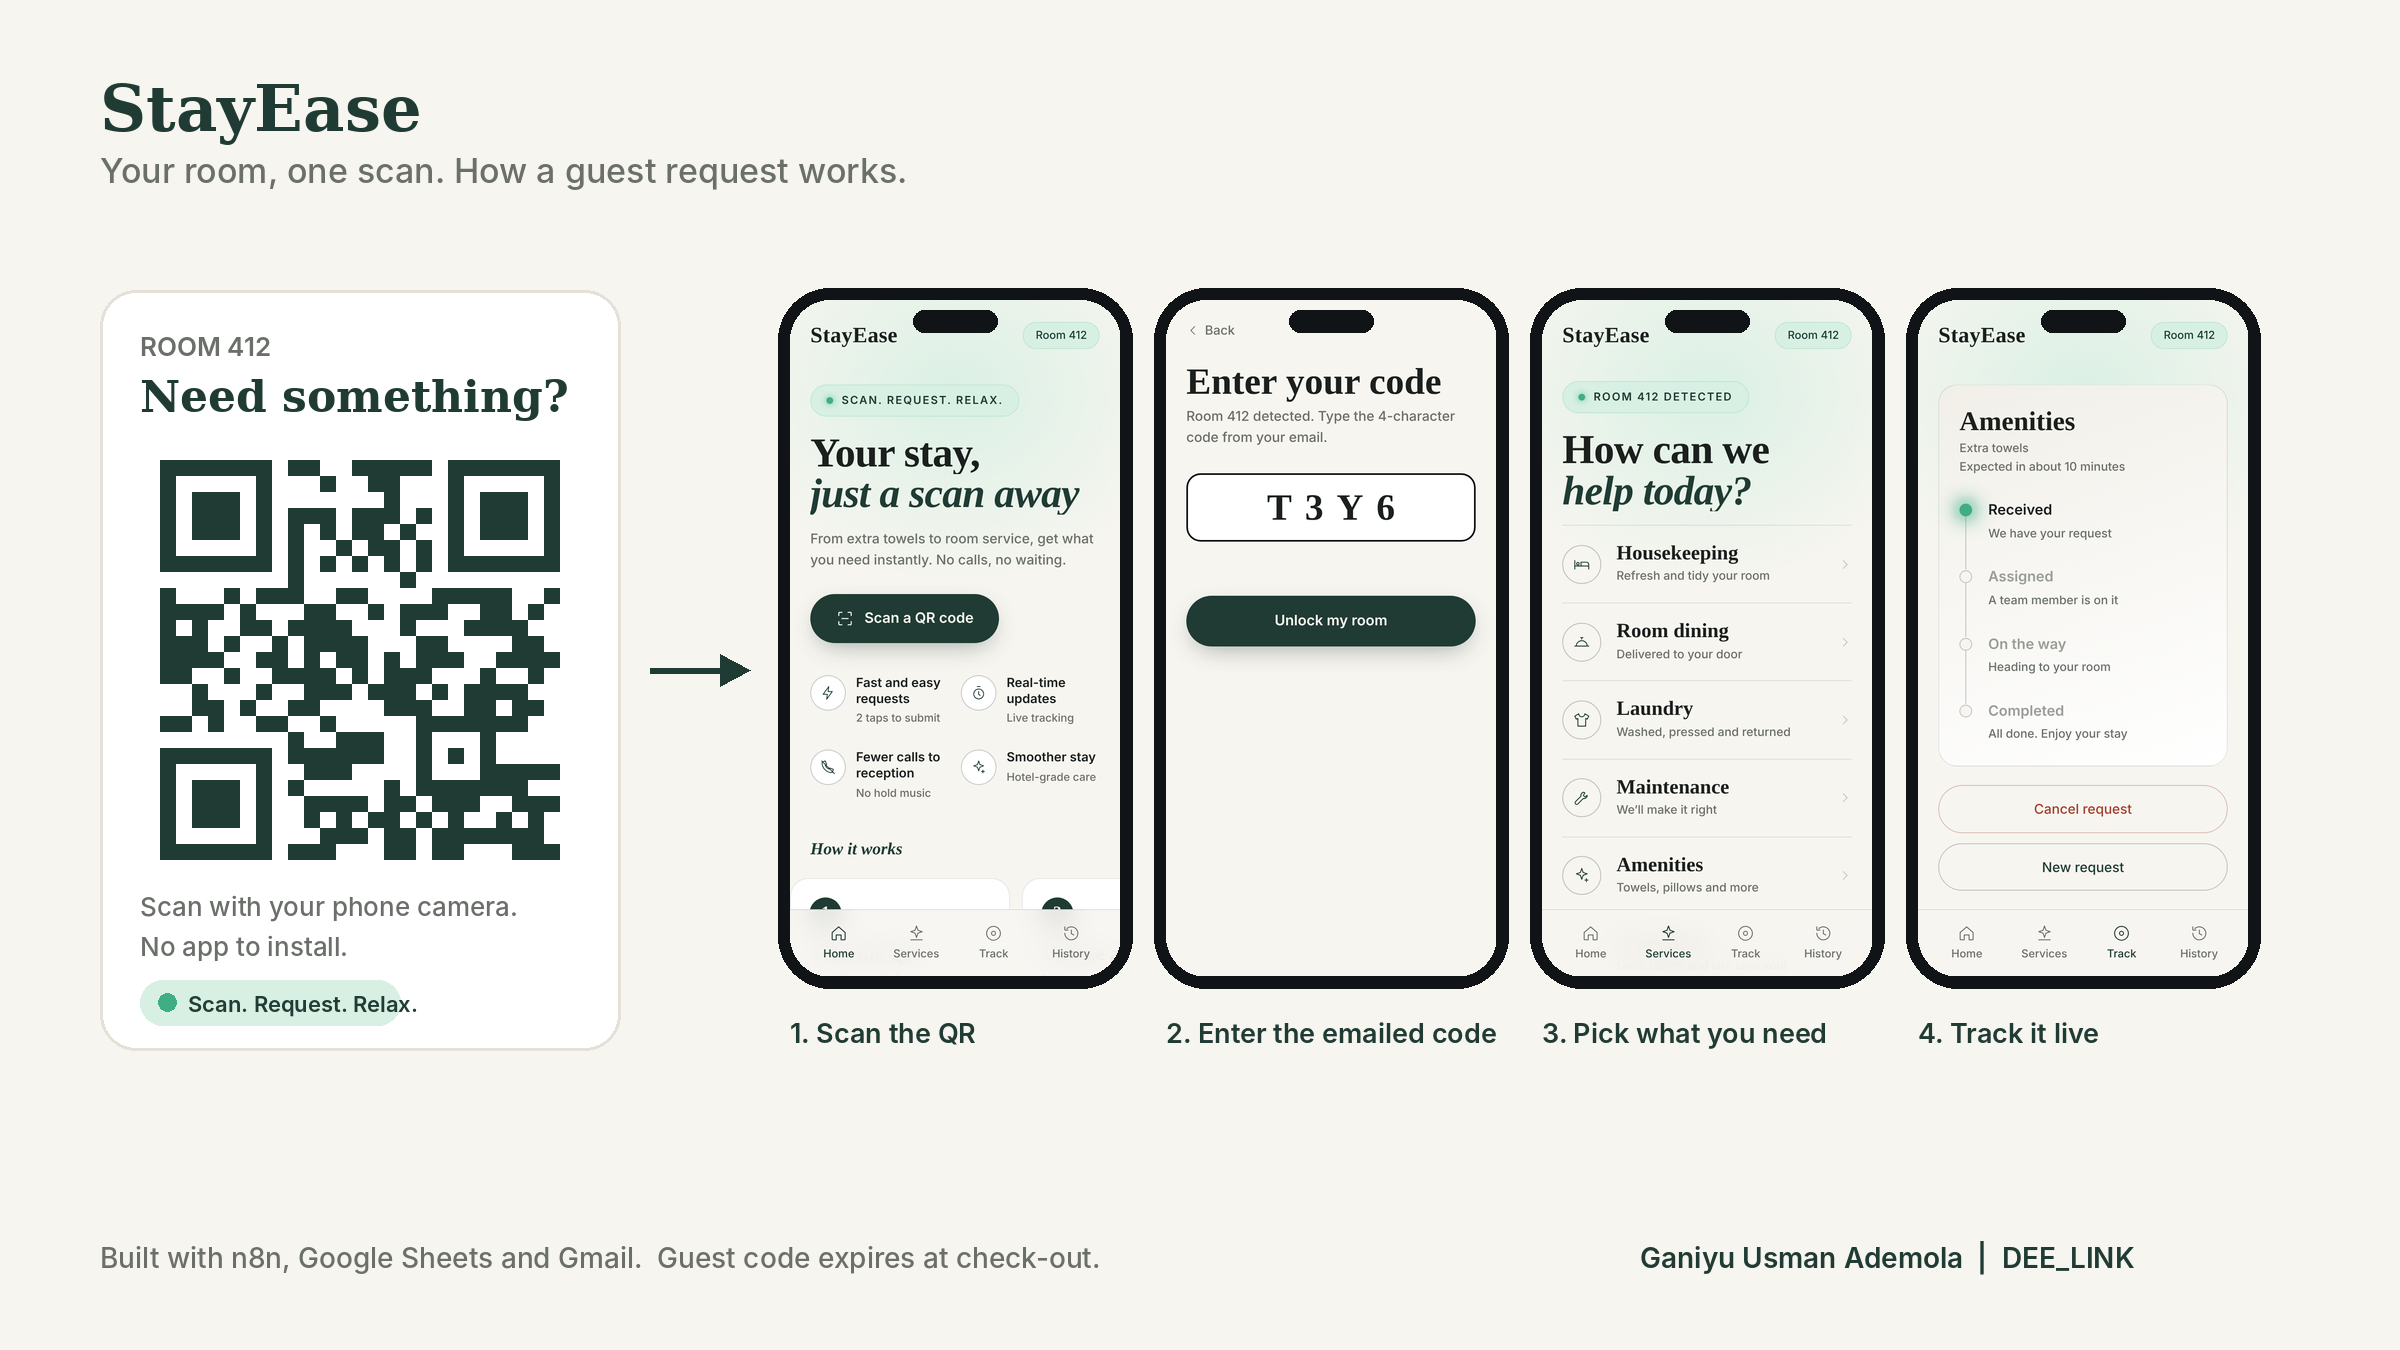 StayEase
Your room, one scan. How a guest request works.
ROOM 412
Need something?
Scan with your phone camera.
No app to install.
Scan. Request. Relax.
StayEase
Room 412
SCAN. REQUEST. RELAX.
Your stay,
just a scan away
From extra towels to room service, get what
you need instantly. No calls, no waiting.
Scan a QR code
Fast and easy
requests
2 taps to submit
Real-time
updates
Live tracking
Fewer calls to
reception
No hold music
Smoother stay
Hotel-grade care
How it works
Home
Services
Track
History
1. Scan the QR
Back
Enter your code
Room 412 detected. Type the 4-character
code from your email.
T 3 Y 6
Unlock my room
2. Enter the emailed code
StayEase
Room 412
ROOM 412 DETECTED
How can we
help today?
Housekeeping
Refresh and tidy your room
Room dining
Delivered to your door
Laundry
Washed, pressed and returned
Maintenance
We'll make it right
Amenities
Towels, pillows and more
Home
Services
Track
History
3. Pick what you need
StayEase
Room 412
Amenities
Extra towels
Expected in about 10 minutes
Received
We have your request
Assigned
A team member is on it
On the way
Heading to your room
Completed
All done. Enjoy your stay
Cancel request
New request
Home
Services
Track
History
4. Track it live
Built with n8n, Google Sheets and Gmail. Guest code expires at check-out.
Ganiyu Usman Ademola | DEE_LINK